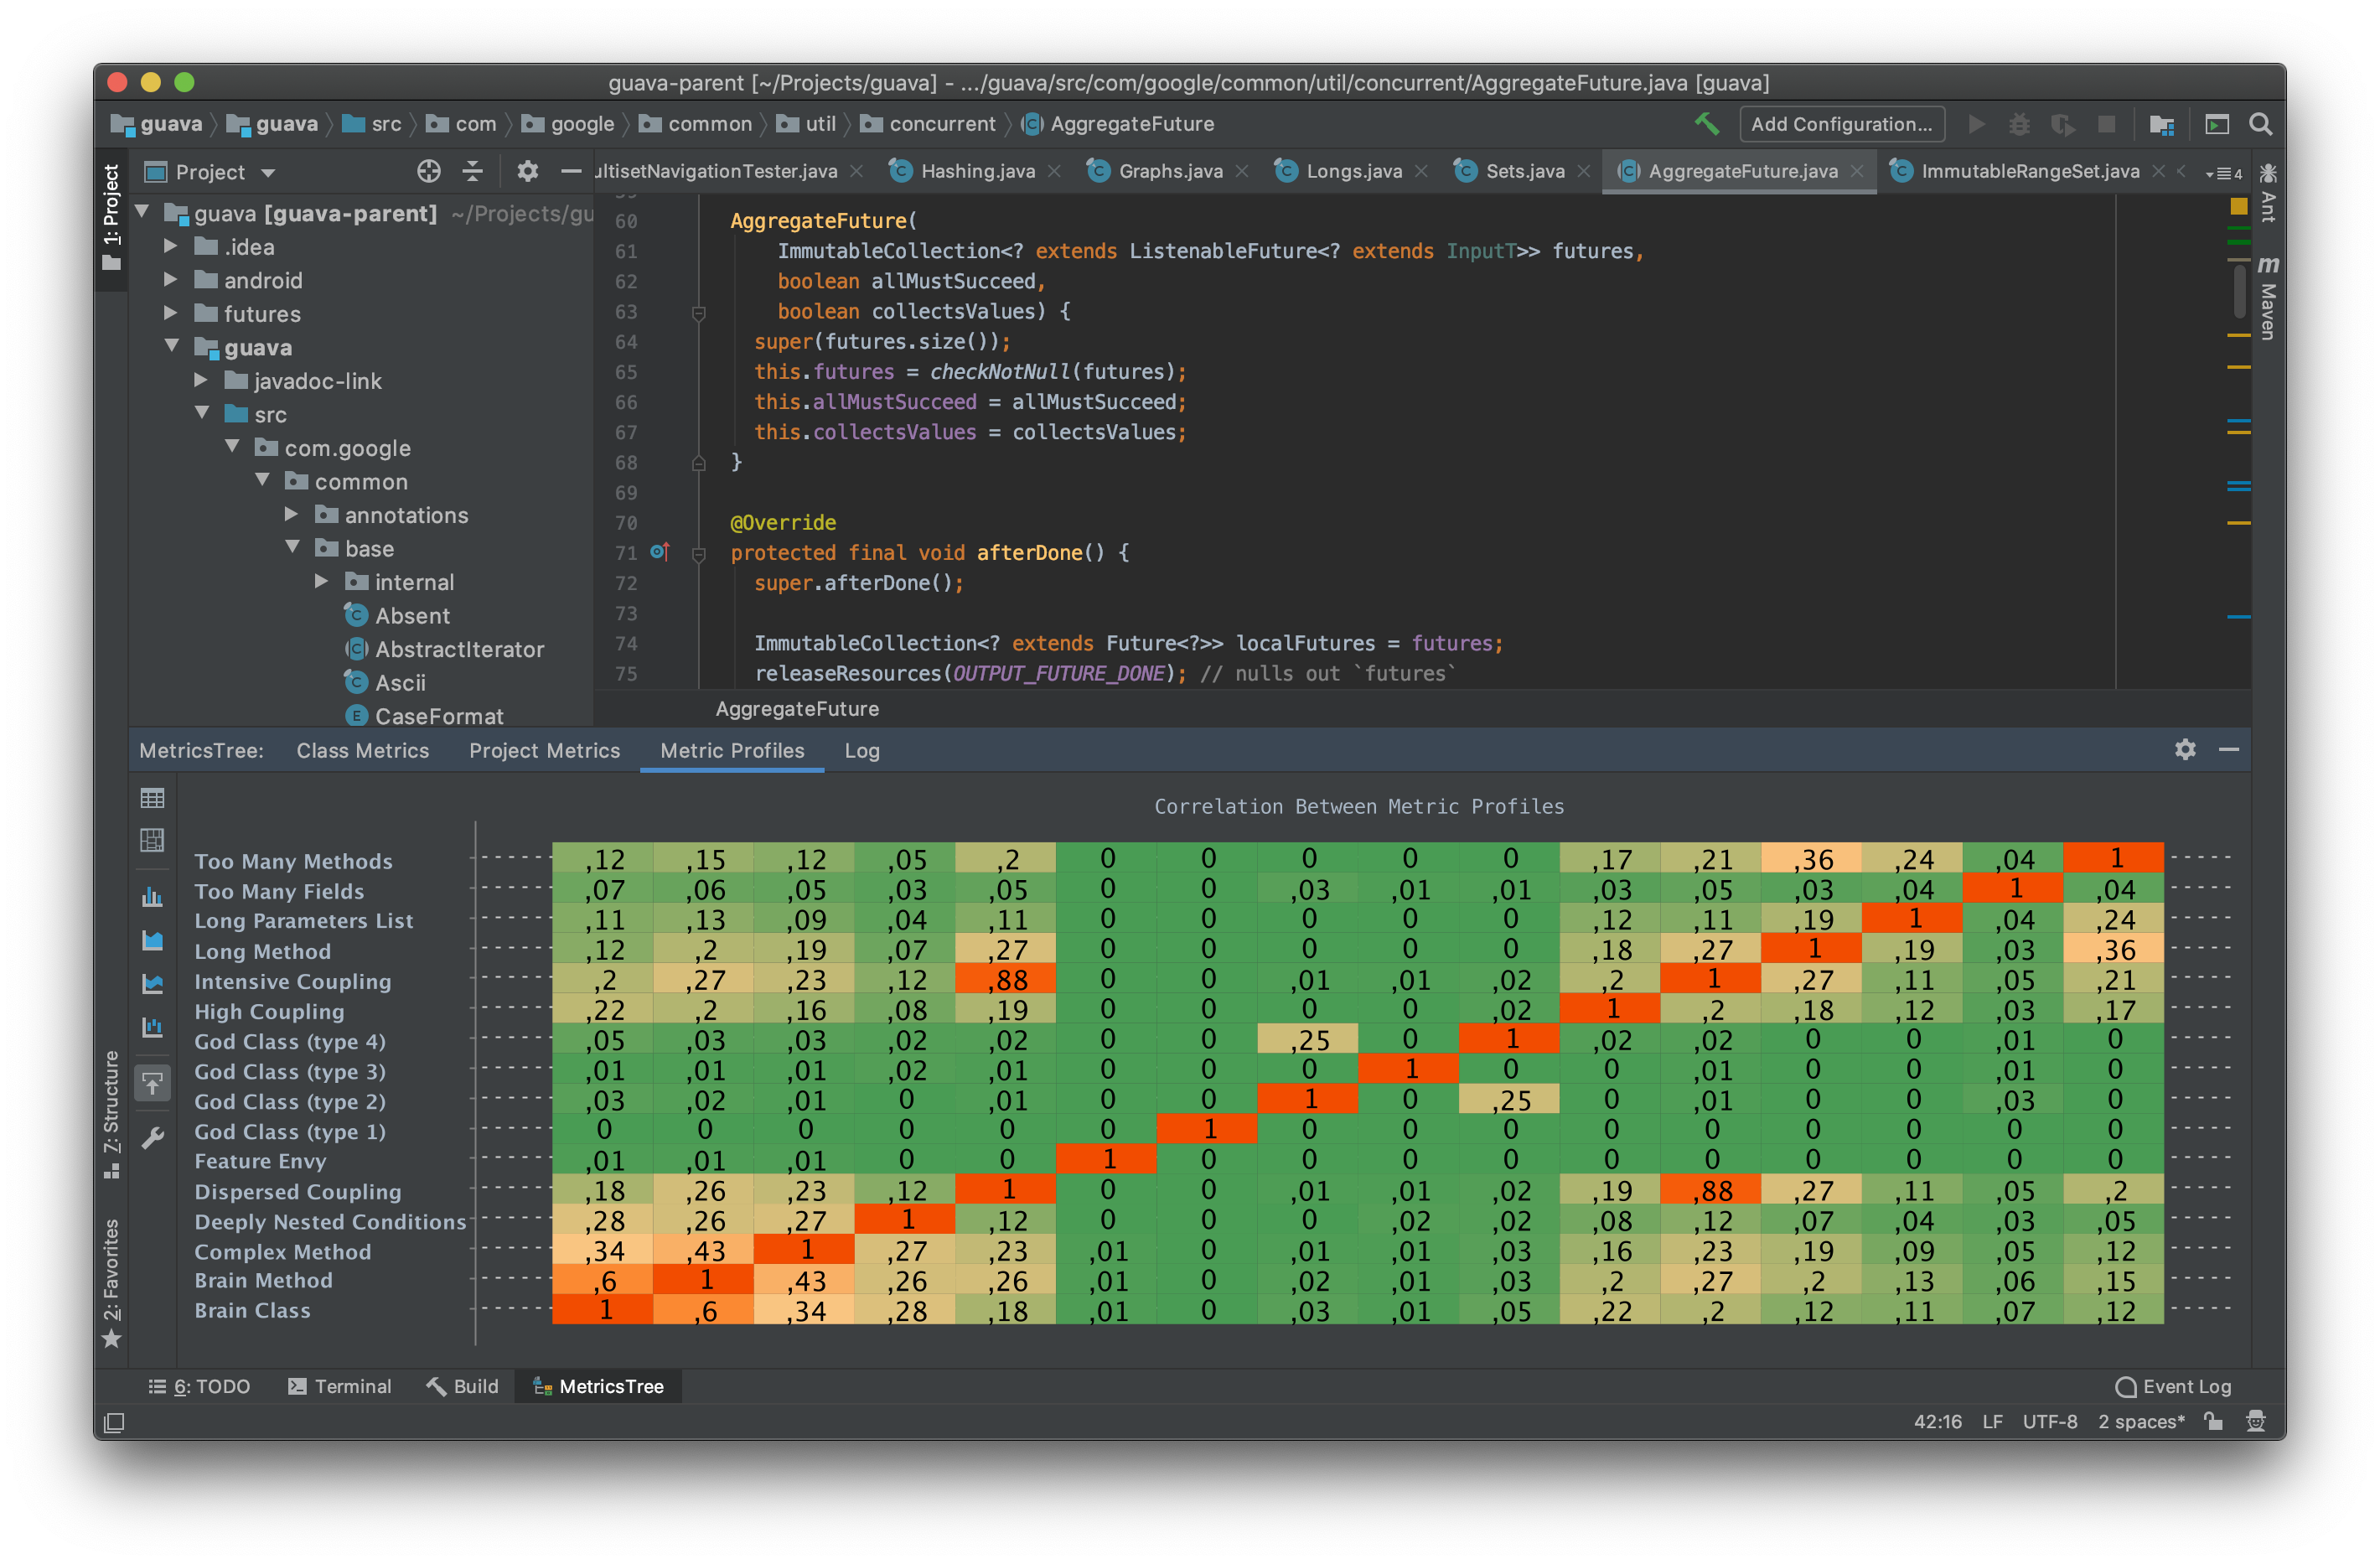 guava-parent [~/Projects/guava] - .../guava/src/com/google/common/util/concurrent/AggregateFuture.java [guava]
guava guava src com google common util concurrent AggregateFuture Add Configuration...
1: Project
Project
ultisetNavigationTester.java Hashing.java Graphs.java Longs.java Sets.java AggregateFuture.java ImmutableRangeSet.java 4
guava [guava-parent] ~/Projects/gu
.idea
android
futures
guava
javadoc-link
src
com.google
common
annotations
base
internal
Absent
AbstractIterator
Ascii
CaseFormat
60 AggregateFuture(
61 ImmutableCollection<? extends ListenableFuture<? extends InputT>> futures,
62 boolean allMustSucceed,
63 boolean collectsValues) {
64 super(futures.size());
65 this.futures = checkNotNull(futures);
66 this.allMustSucceed = allMustSucceed;
67 this.collectsValues = collectsValues;
68 }
69
70 @Override
71 protected final void afterDone() {
72 super.afterDone();
73
74 ImmutableCollection<? extends Future<?>> localFutures = futures;
75 releaseResources(OUTPUT_FUTURE_DONE); // nulls out `futures`
AggregateFuture
Ant
m Maven
MetricsTree: Class Metrics Project Metrics Metric Profiles Log
Correlation Between Metric Profiles
Too Many Methods ,12 ,15 ,12 ,05 ,2 0 0 0 0 0 ,17 ,21 ,36 ,24 ,04 1
Too Many Fields ,07 ,06 ,05 ,03 ,05 0 0 ,03 ,01 ,01 ,03 ,05 ,03 ,04 1 ,04
Long Parameters List ,11 ,13 ,09 ,04 ,11 0 0 0 0 0 ,12 ,11 ,19 1 ,04 ,24
Long Method ,12 ,2 ,19 ,07 ,27 0 0 0 0 0 ,18 ,27 1 ,19 ,03 ,36
Intensive Coupling ,2 ,27 ,23 ,12 ,88 0 0 ,01 ,01 ,02 ,2 1 ,27 ,11 ,05 ,21
High Coupling ,22 ,2 ,16 ,08 ,19 0 0 0 0 ,02 1 ,2 ,18 ,12 ,03 ,17
God Class (type 4) ,05 ,03 ,03 ,02 ,02 0 0 ,25 0 1 ,02 ,02 0 0 ,01 0
God Class (type 3) ,01 ,01 ,01 ,02 ,01 0 0 0 1 0 0 ,01 0 0 ,01 0
God Class (type 2) ,03 ,02 ,01 0 ,01 0 0 1 0 ,25 0 ,01 0 0 ,03 0
God Class (type 1) 0 0 0 0 0 0 1 0 0 0 0 0 0 0 0 0
Feature Envy ,01 ,01 ,01 0 0 1 0 0 0 0 0 0 0 0 0 0
Dispersed Coupling ,18 ,26 ,23 ,12 1 0 0 ,01 ,01 ,02 ,19 ,88 ,27 ,11 ,05 ,2
Deeply Nested Conditions ,28 ,26 ,27 1 ,12 0 0 0 ,02 ,02 ,08 ,12 ,07 ,04 ,03 ,05
Complex Method ,34 ,43 1 ,27 ,23 ,01 0 ,01 ,01 ,03 ,16 ,23 ,19 ,09 ,05 ,12
Brain Method ,6 1 ,43 ,26 ,26 ,01 0 ,02 ,01 ,03 ,2 ,27 ,2 ,13 ,06 ,15
Brain Class 1 ,6 ,34 ,28 ,18 ,01 0 ,03 ,01 ,05 ,22 ,2 ,12 ,11 ,07 ,12
7: Structure
2: Favorites
6: TODO Terminal Build MetricsTree Event Log
42:16 LF UTF-8 2 spaces*